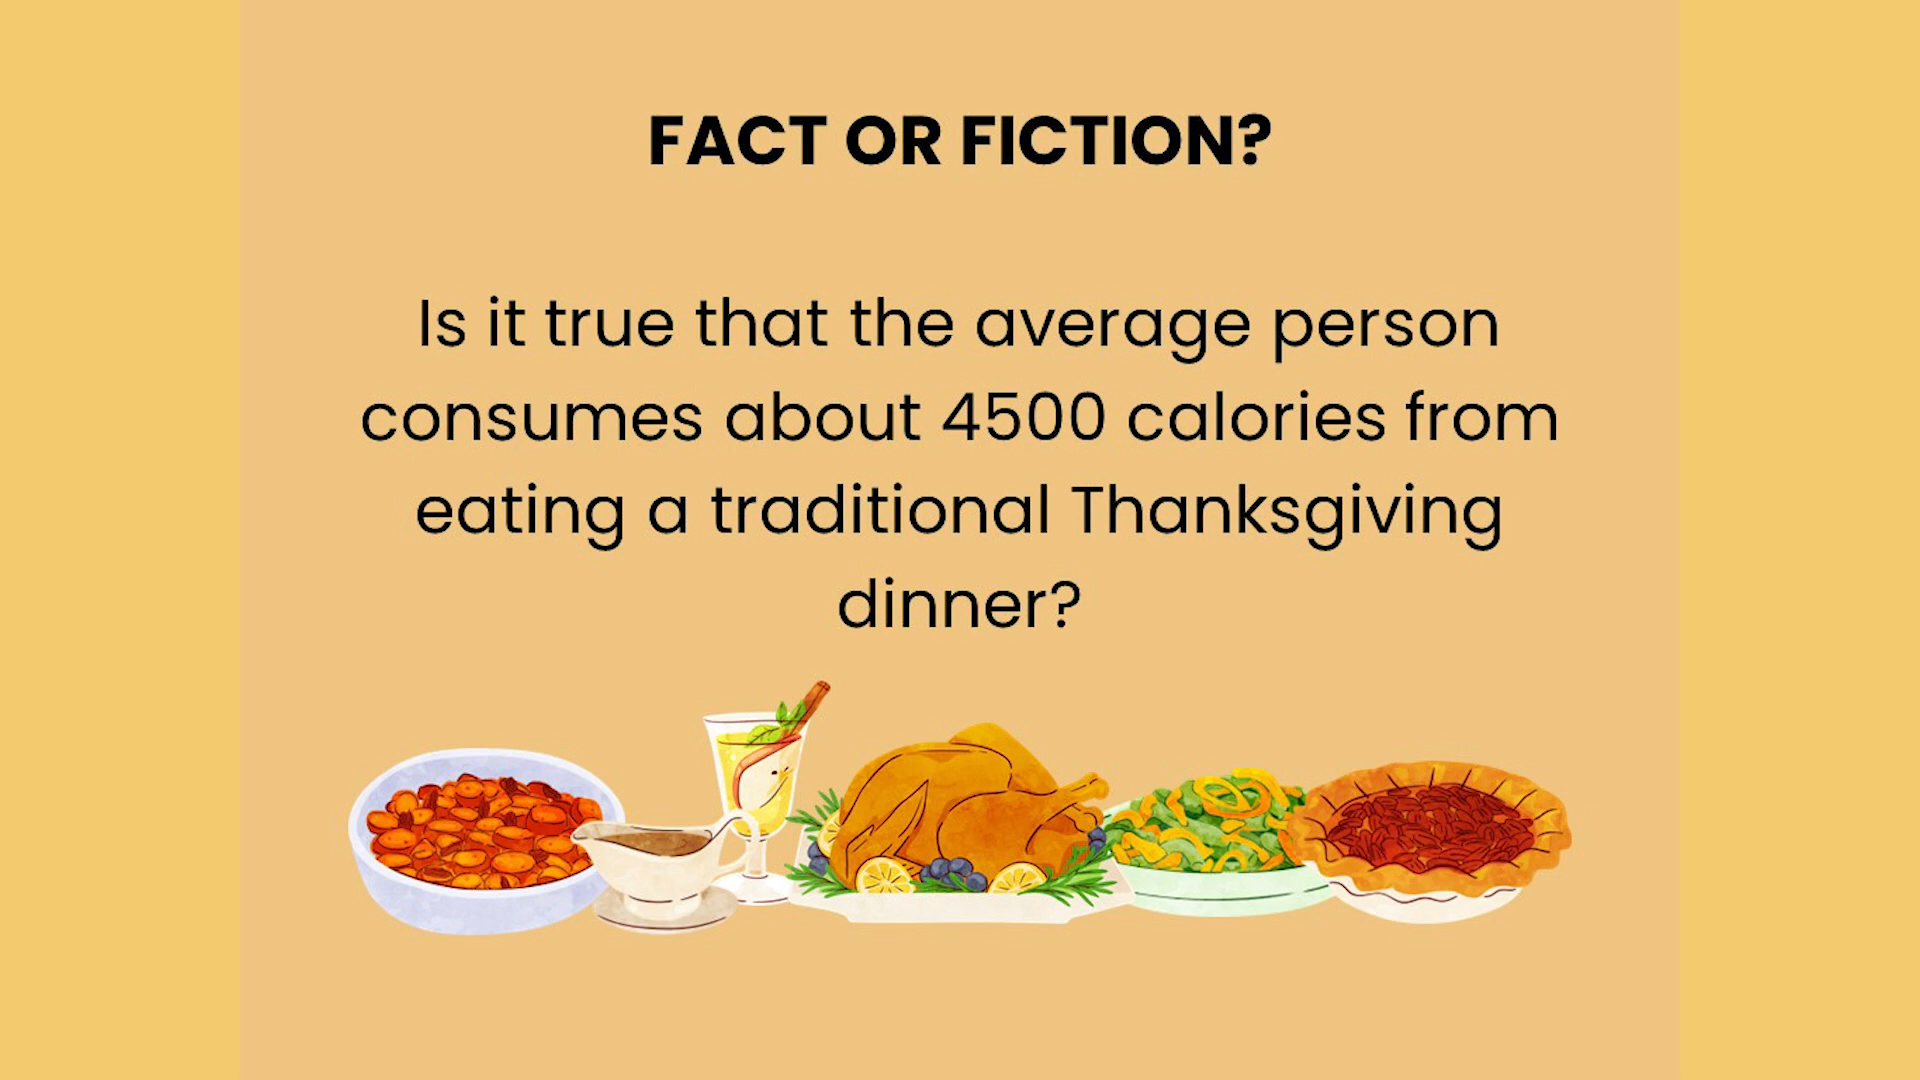 FACT OR FICTION?
Is it true that the average person
consumes about 4500 calories from
eating a traditional Thanksgiving
dinner?